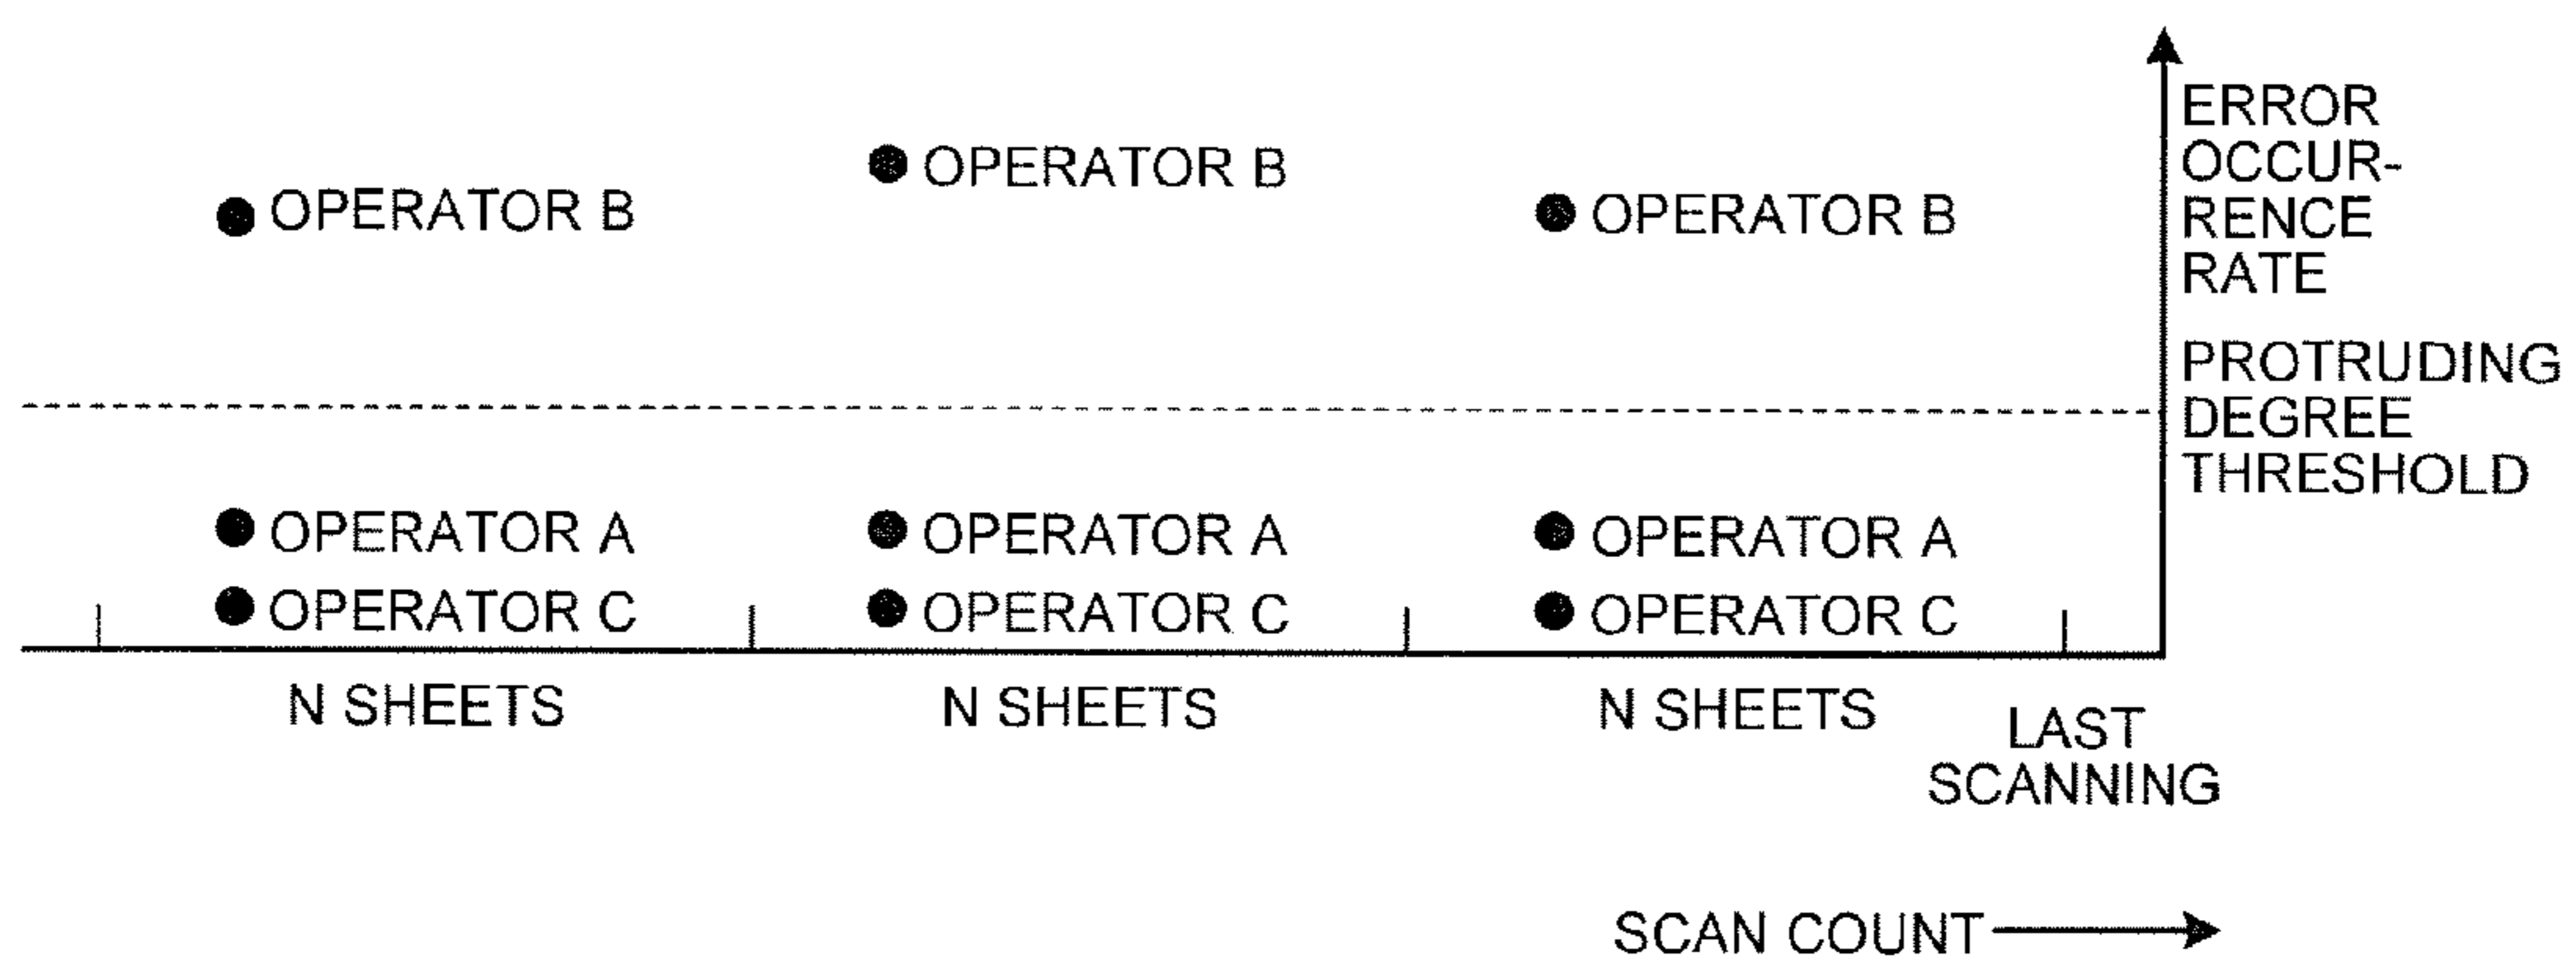 ERROR
OCCUR-
RENCE
RATE
OPERATOR B
OPERATOR B
OPERATOR B
PROTRUDING
DEGREE
THRESHOLD
OPERATOR A
OPERATOR A
OPERATOR A
OPERATOR C
OPERATOR C
OPERATOR C
N SHEETS
N SHEETS
N SHEETS
LAST
SCANNING
SCAN COUNT